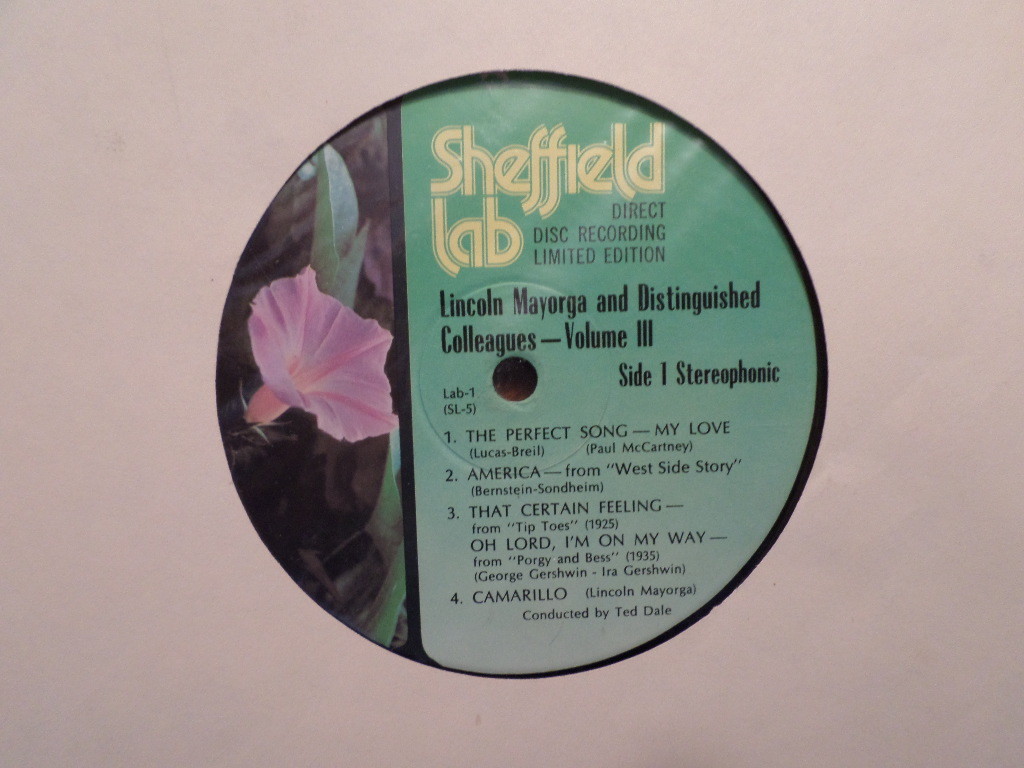 Sheffield
Lab
DIRECT
DISC RECORDING
LIMITED EDITION
Lincoln Mayorga and Distinguished
Colleagues—Volume III
Side 1 Stereophonic
Lab-1
(SL-5)
1. THE PERFECT SONG — MY LOVE
(Lucas-Breil) (Paul McCartney)
2. AMERICA — from "West Side Story"
(Bernstein-Sondheim)
3. THAT CERTAIN FEELING —
from "Tip Toes" (1925)
OH LORD, I'M ON MY WAY —
from "Porgy and Bess" (1935)
(George Gershwin - Ira Gershwin)
4. CAMARILLO (Lincoln Mayorga)
Conducted by Ted Dale